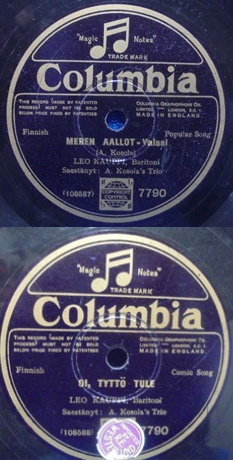 "Magic Notes"
TRADE MARK
Columbia
THIS RECORD /MADE BY PATENTED PROCESS/ MUST NOT BE SOLD BELOW PRICE FIXED BY PATENTEES
COLUMBIA GRAPHOPHONE CO. LIMITED LONDON, E.C.1. MADE IN ENGLAND.
Finnish
Popular Song
MEREN AALLOT - Valssi
(A. Kosola)
LEO KAUPPI, Baritoni
Saestänyt: A. Kosola's Trio
(108587)
7790
"Magic Notes"
TRADE MARK
Columbia
THIS RECORD /MADE BY PATENTED PROCESS/ MUST NOT BE SOLD BELOW PRICE FIXED BY PATENTEES
COLUMBIA GRAPHOPHONE CO. LIMITED LONDON, E.C.1. MADE IN ENGLAND.
Finnish
Comic Song
OI, TYTTÖ TULE
LEO KAUPPI, Baritoni
Saestänyt: A. Kosola's Trio
(108588)
7790